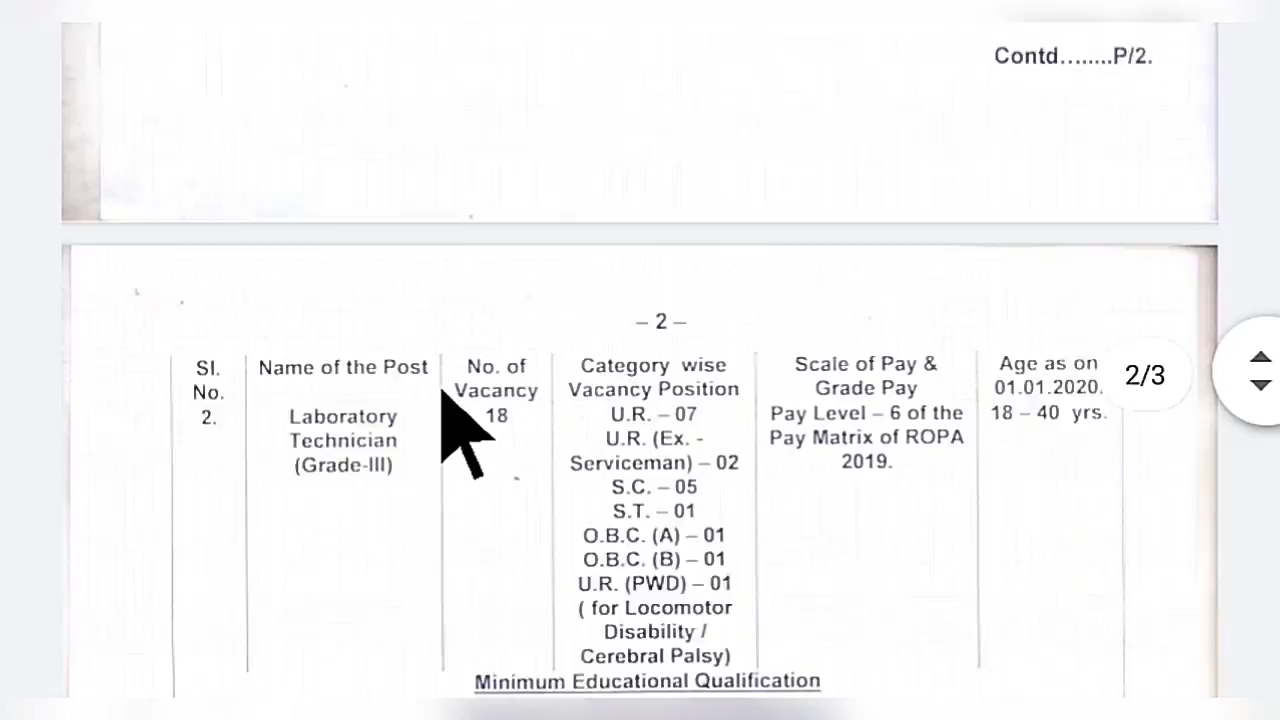 Contd........P/2.
– 2 –
Sl. No. 2.
Name of the Post
Laboratory
Technician
(Grade-III)
No. of
Vacancy
18
Category wise
Vacancy Position
U.R. – 07
U.R. (Ex. -
Serviceman) – 02
S.C. – 05
S.T. – 01
O.B.C. (A) – 01
O.B.C. (B) – 01
U.R. (PWD) – 01
( for Locomotor
Disability /
Cerebral Palsy)
Scale of Pay &
Grade Pay
Pay Level – 6 of the
Pay Matrix of ROPA
2019.
Age as on
01.01.2020.
18 – 40 yrs.
2/3
Minimum Educational Qualification